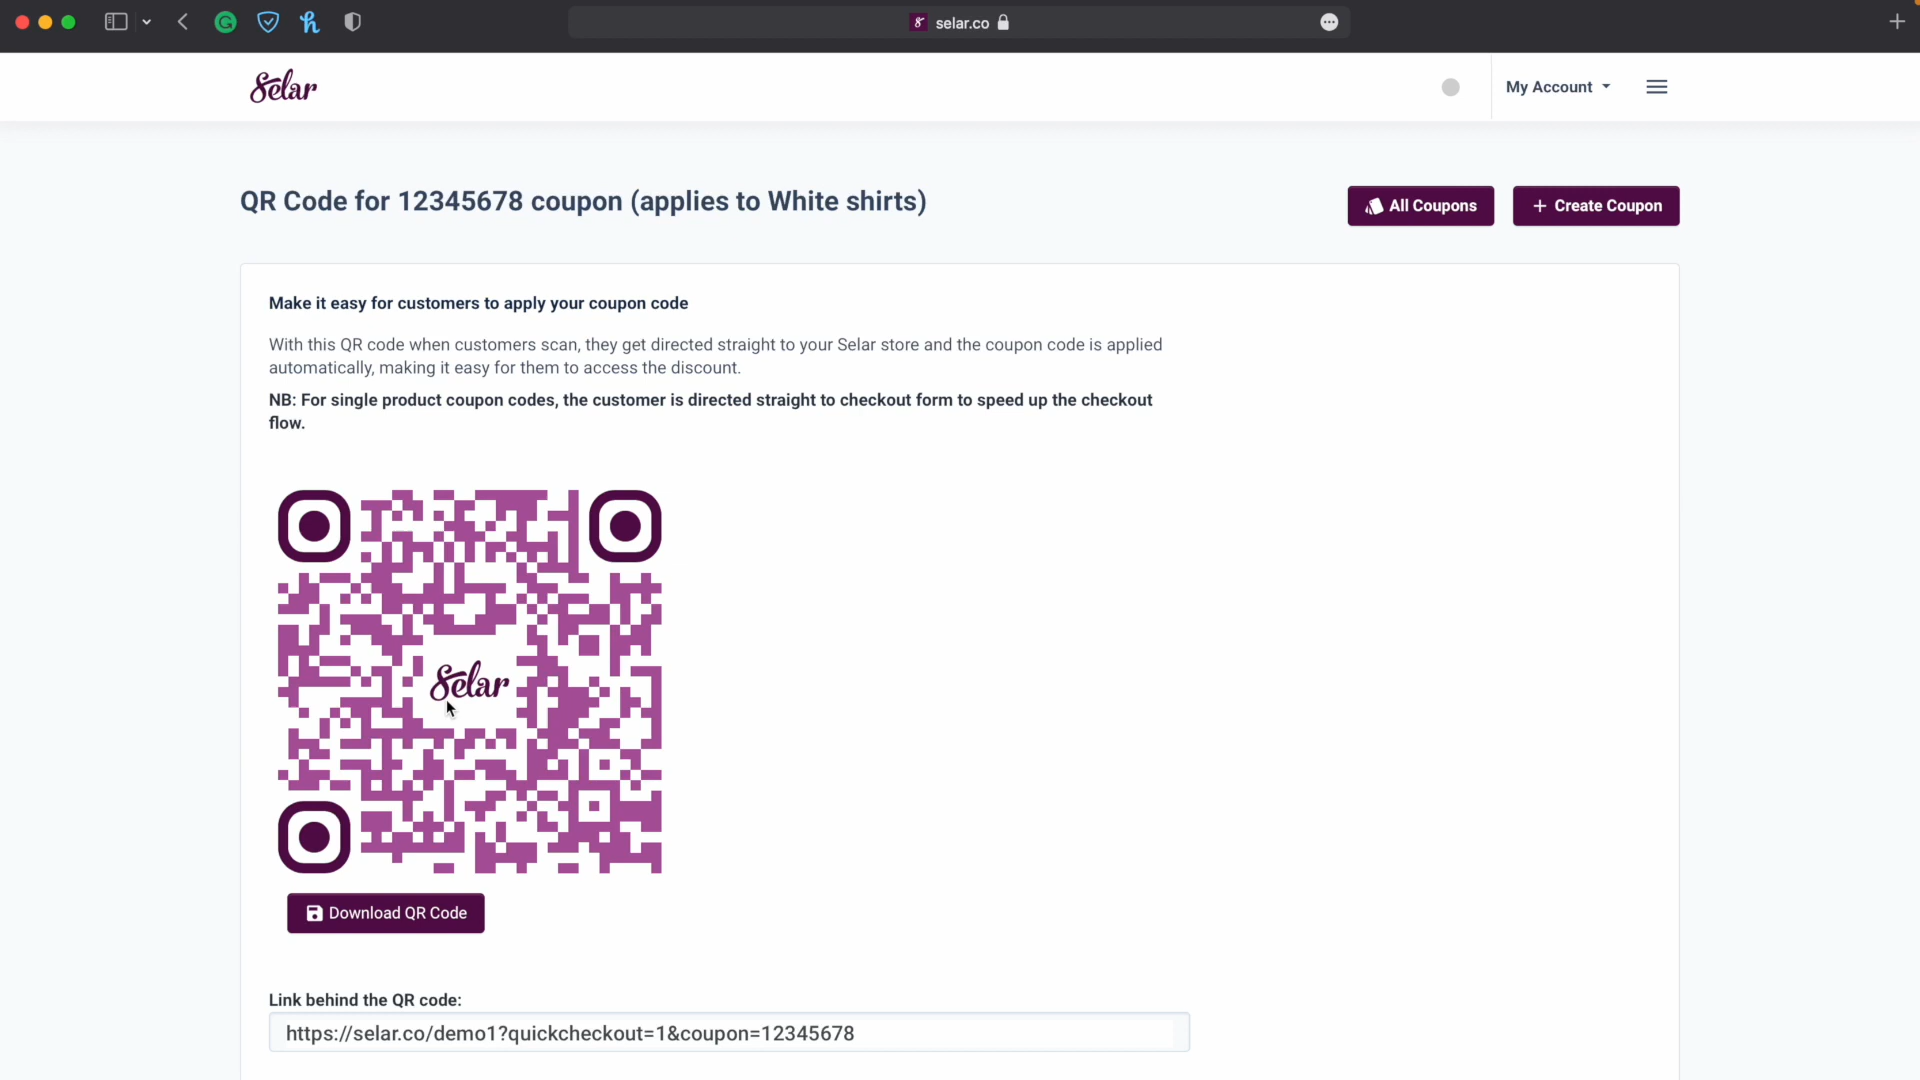 selar.co
Selar
My Account
QR Code for 12345678 coupon (applies to White shirts)
All Coupons
+ Create Coupon
Make it easy for customers to apply your coupon code
With this QR code when customers scan, they get directed straight to your Selar store and the coupon code is applied
automatically, making it easy for them to access the discount.
NB: For single product coupon codes, the customer is directed straight to checkout form to speed up the checkout
flow.
Selar
Download QR Code
Link behind the QR code:
https://selar.co/demo1?quickcheckout=1&coupon=12345678